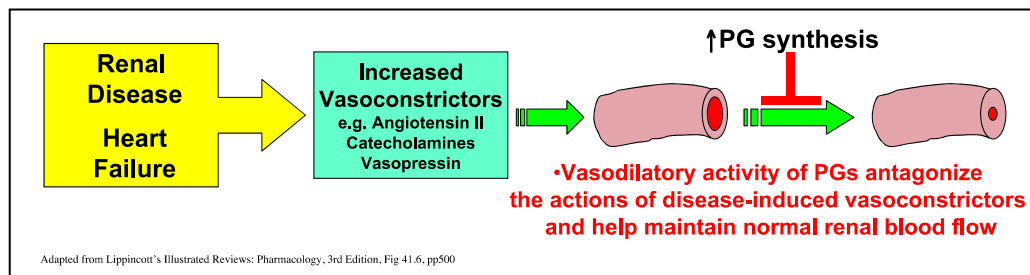 Renal
Disease
Heart
Failure
Increased
Vasoconstrictors
e.g. Angiotensin II
Catecholamines
Vasopressin
↑PG synthesis
•Vasodilatory activity of PGs antagonize
the actions of disease-induced vasoconstrictors
and help maintain normal renal blood flow
Adapted from Lippincott's Illustrated Reviews: Pharmacology, 3rd Edition, Fig 41.6, pp500